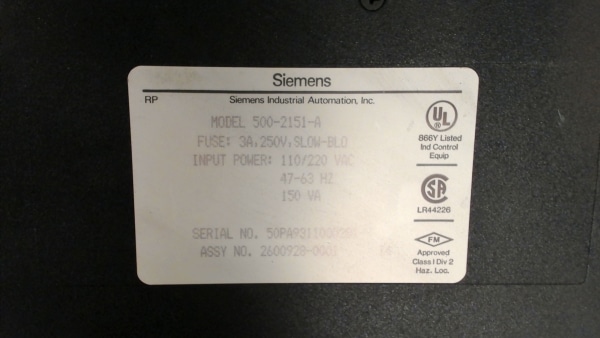 Siemens
RP Siemens Industrial Automation, Inc.
MODEL 500-2151-A
FUSE: 3A,250V,SLOW-BLO
INPUT POWER: 110/220 VAC
47-63 HZ
150 VA
SERIAL NO.
ASSY NO. 2600928-0001
UL
866Y Listed
Ind Control
Equip
SA
LR44226
FM
Approved
Class I Div 2
Haz. Loc.